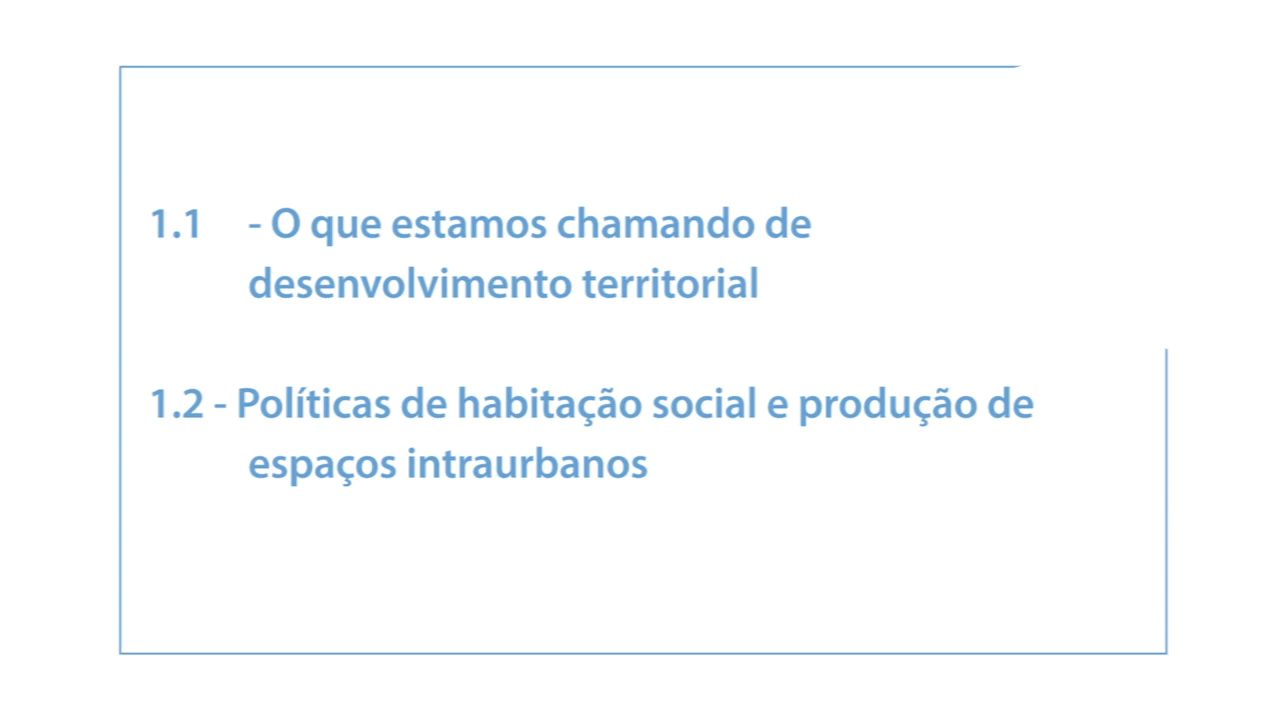 1.1 - O que estamos chamando de
desenvolvimento territorial
1.2 - Políticas de habitação social e produção de
espaços intraurbanos